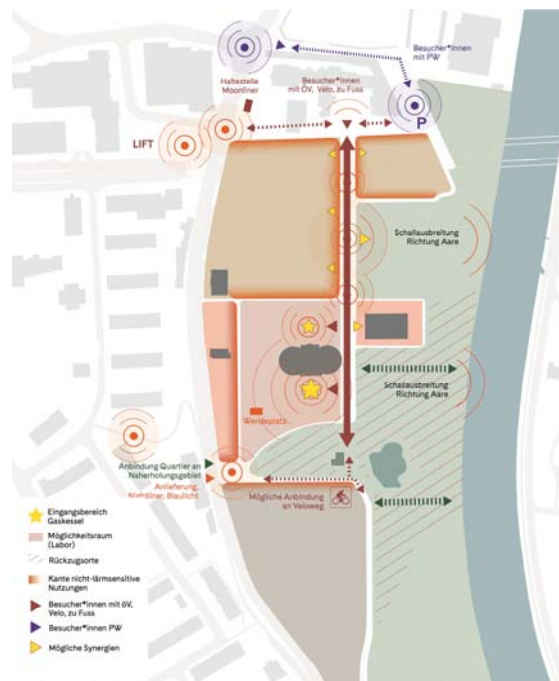 Besucher*innen
mit PW
Haltestelle
Moonliner
Besucher*innen
mit ÖV, Velo, zu Fuss
P
LIFT
Schallausbreitung
Richtung Aare
Schallausbreitung
Richtung Aare
Werkplatz
Anbindung Quartier an
Naherholungsgebiet
Anlieferung,
Nightliner, Blaulicht
Mögliche Anbindung
an Veloweg
Eingangsbereich
Gaskessel
Möglichkeitsraum
(Labor)
Rückzugsorte
Kante nicht-lärmsensitive
Nutzungen
Besucher*innen mit öV,
Velo, zu Fuss
Besucher*innen PW
Mögliche Synergien